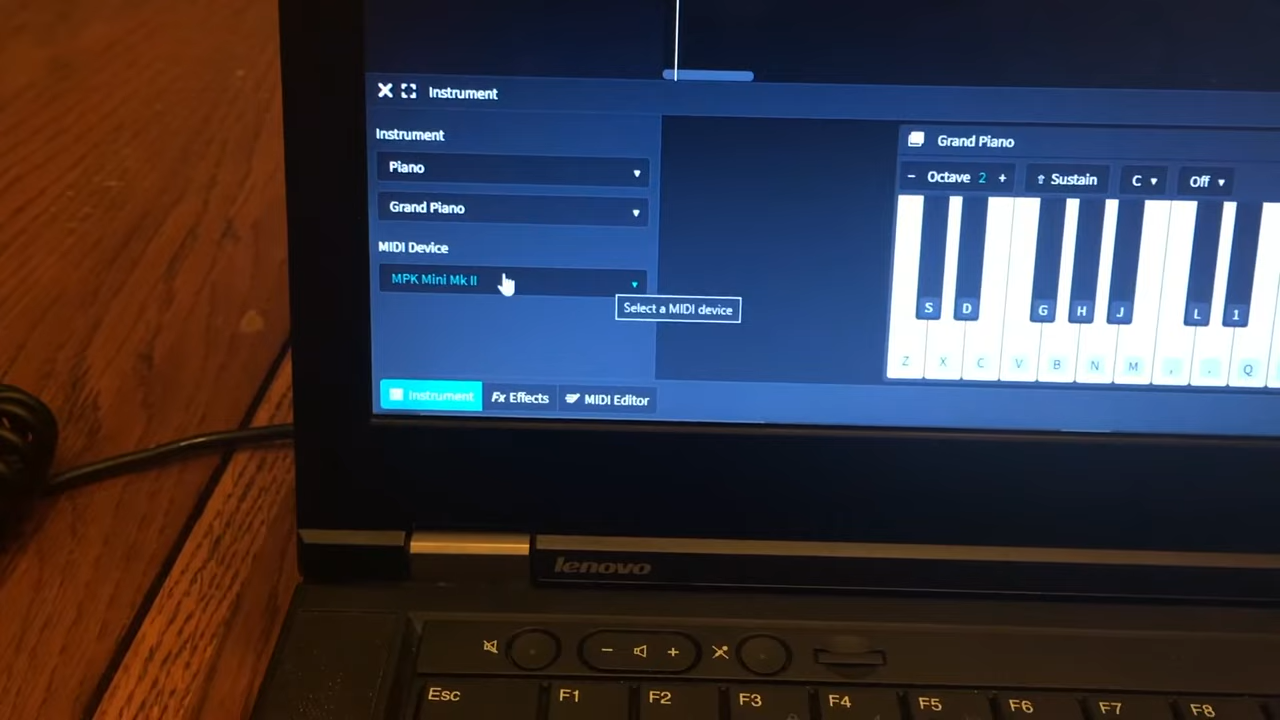 Instrument
Instrument
Piano
Grand Piano
MIDI Device
MPK Mini Mk II
Select a MIDI device
Instrument
Fx Effects
MIDI Editor
Grand Piano
− Octave 2 +
⇧ Sustain
C
Off
S D G H J L 1
Z X C V B N M , . Q
lenovo
− +
Esc F1 F2 F3 F4 F5 F6 F7 F8